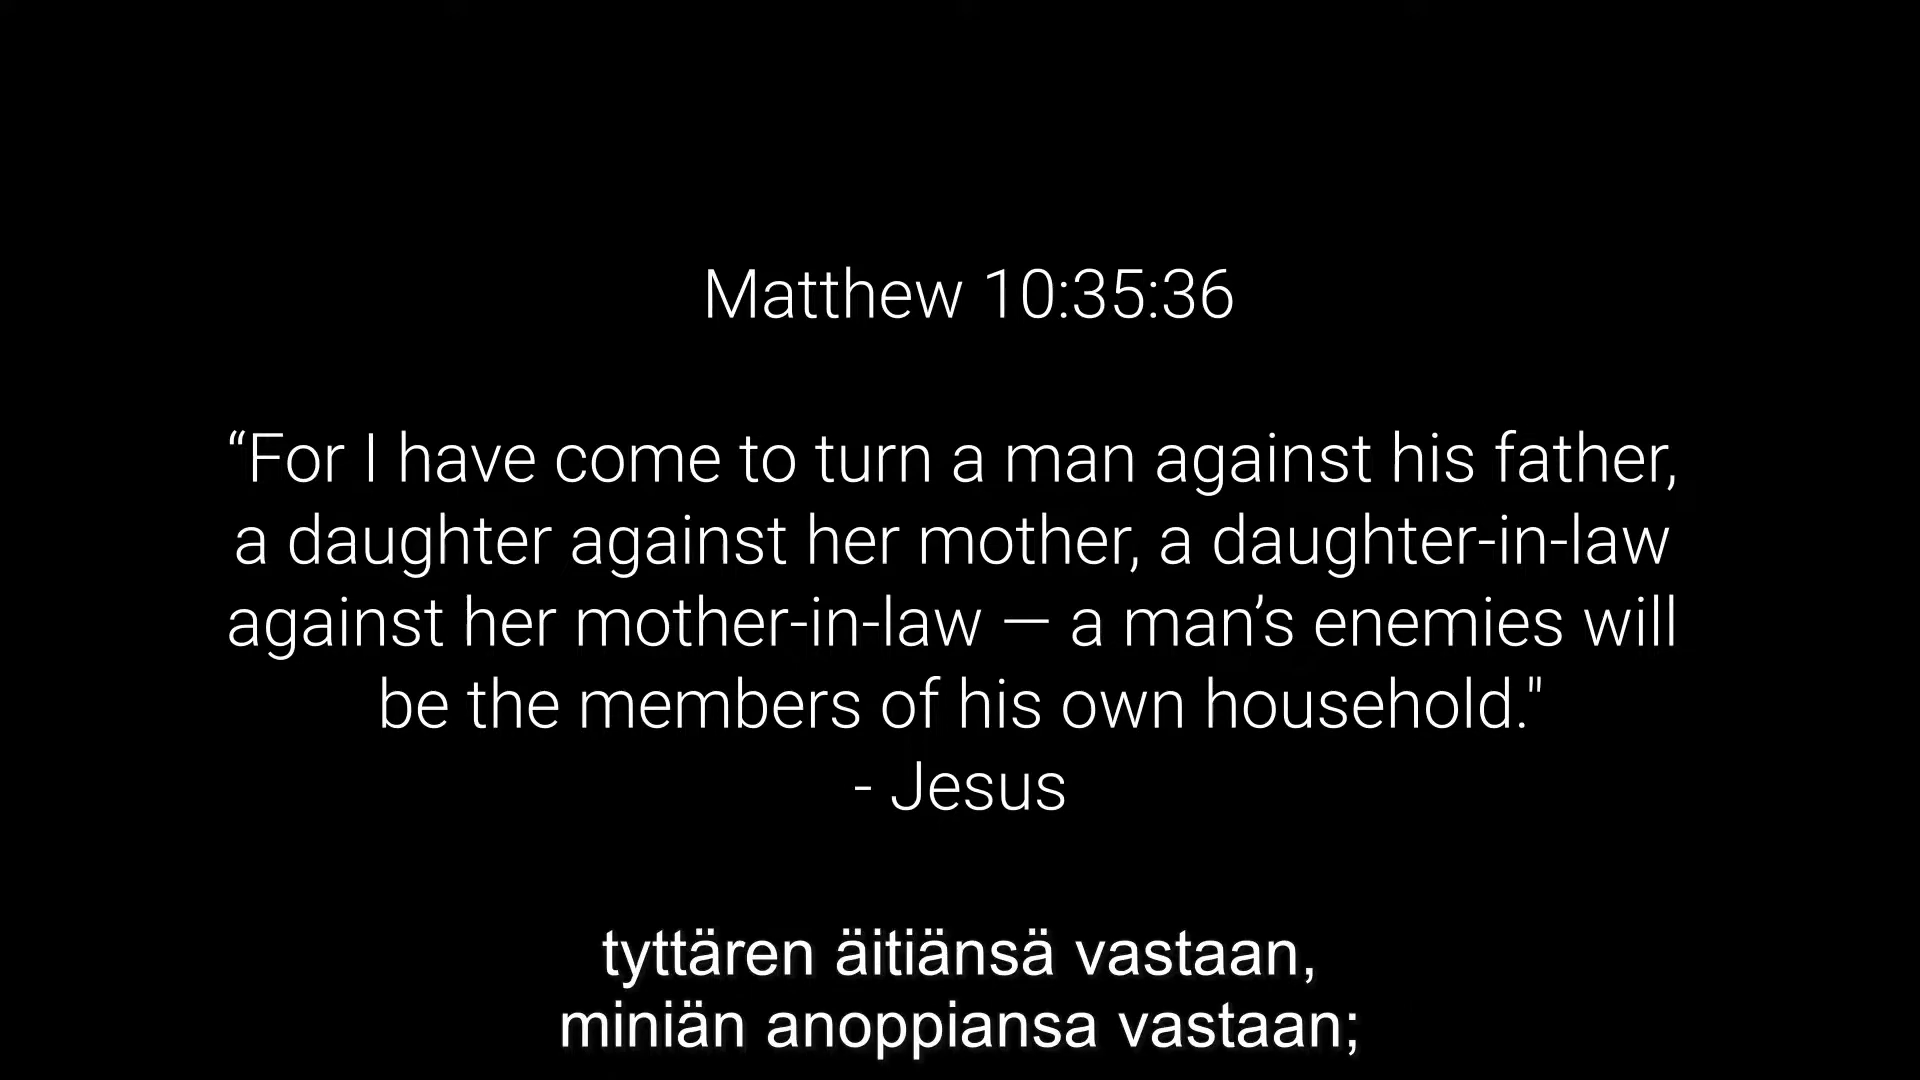 Matthew 10:35:36
“For I have come to turn a man against his father,
a daughter against her mother, a daughter-in-law
against her mother-in-law — a man’s enemies will
be the members of his own household."
- Jesus
tyttären äitiänsä vastaan,
miniän anoppiansa vastaan;